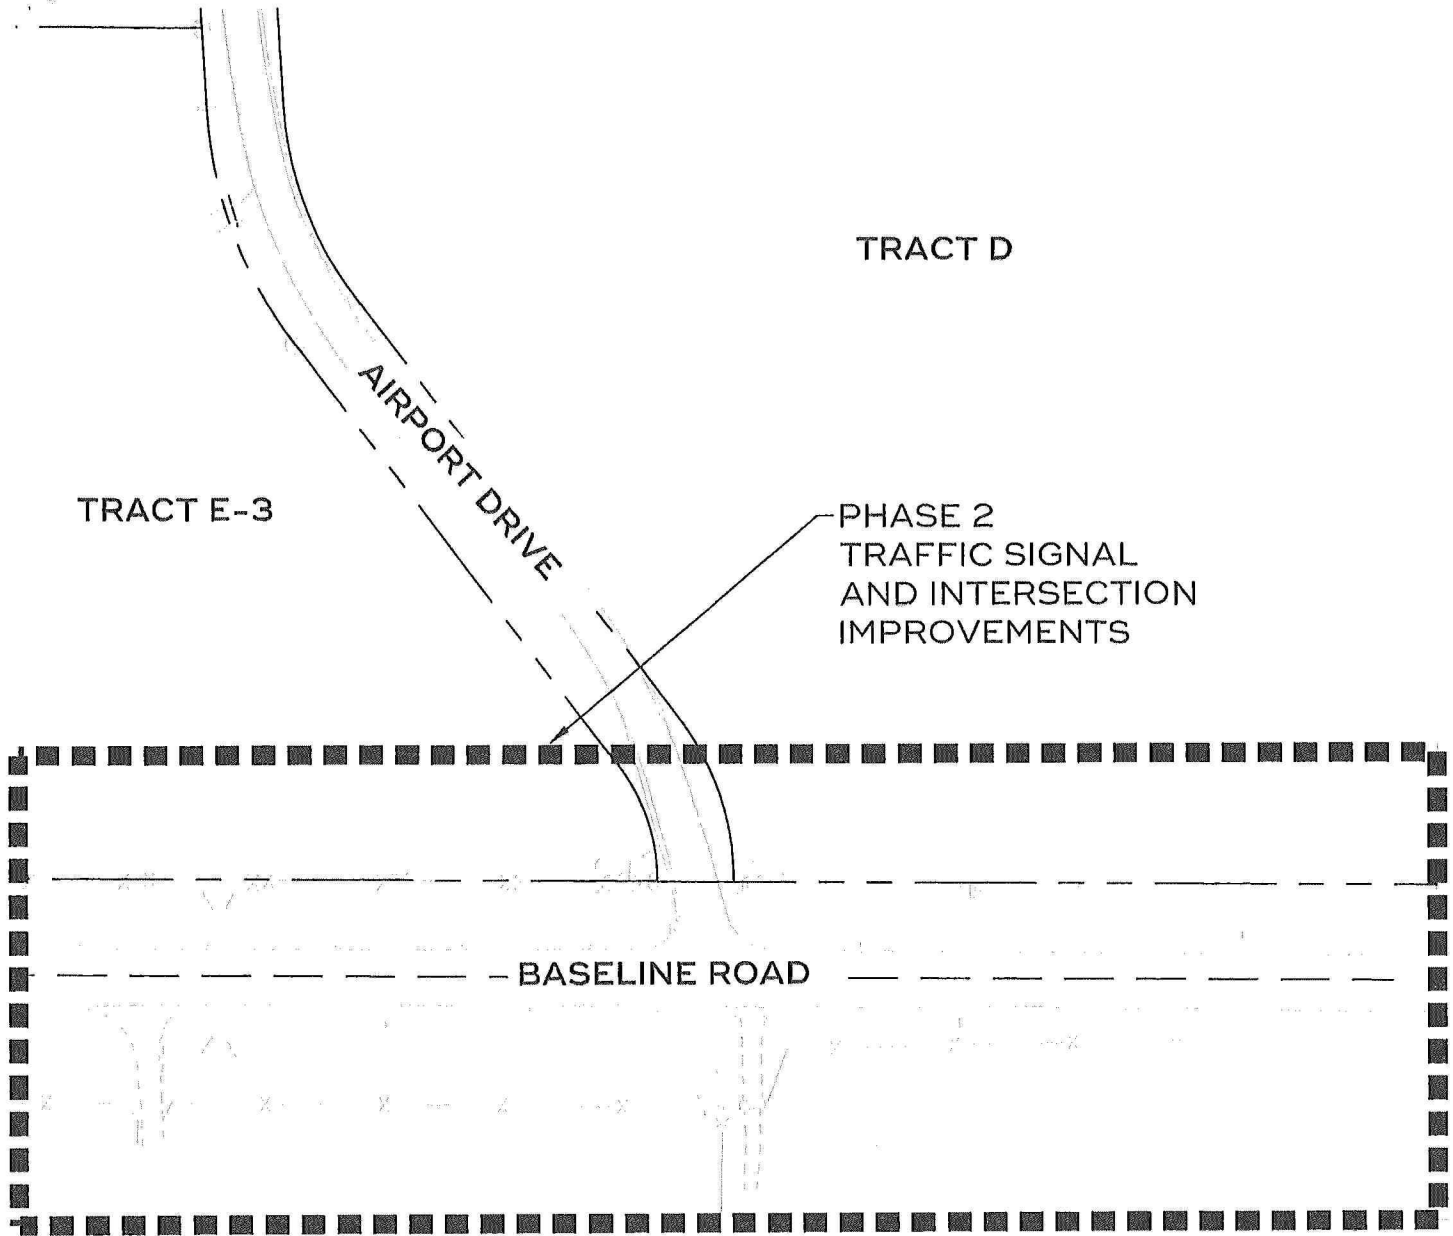 TRACT D
AIRPORT DRIVE
TRACT E-3
PHASE 2
TRAFFIC SIGNAL
AND INTERSECTION
IMPROVEMENTS
BASELINE ROAD